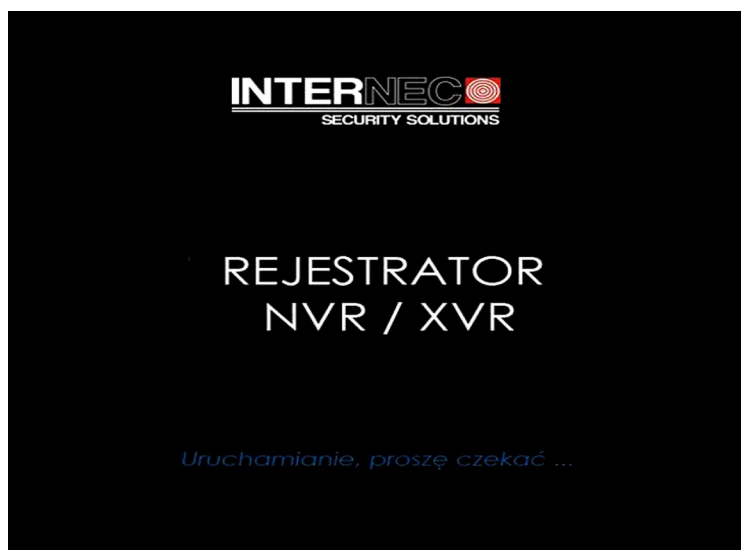 INTERNEC
SECURITY SOLUTIONS
REJESTRATOR
NVR / XVR
Uruchamianie, proszę czekać ...